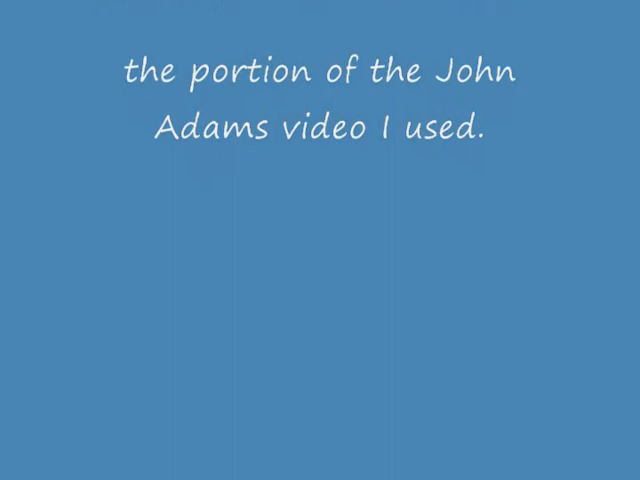 the portion of the John
Adams video I used.